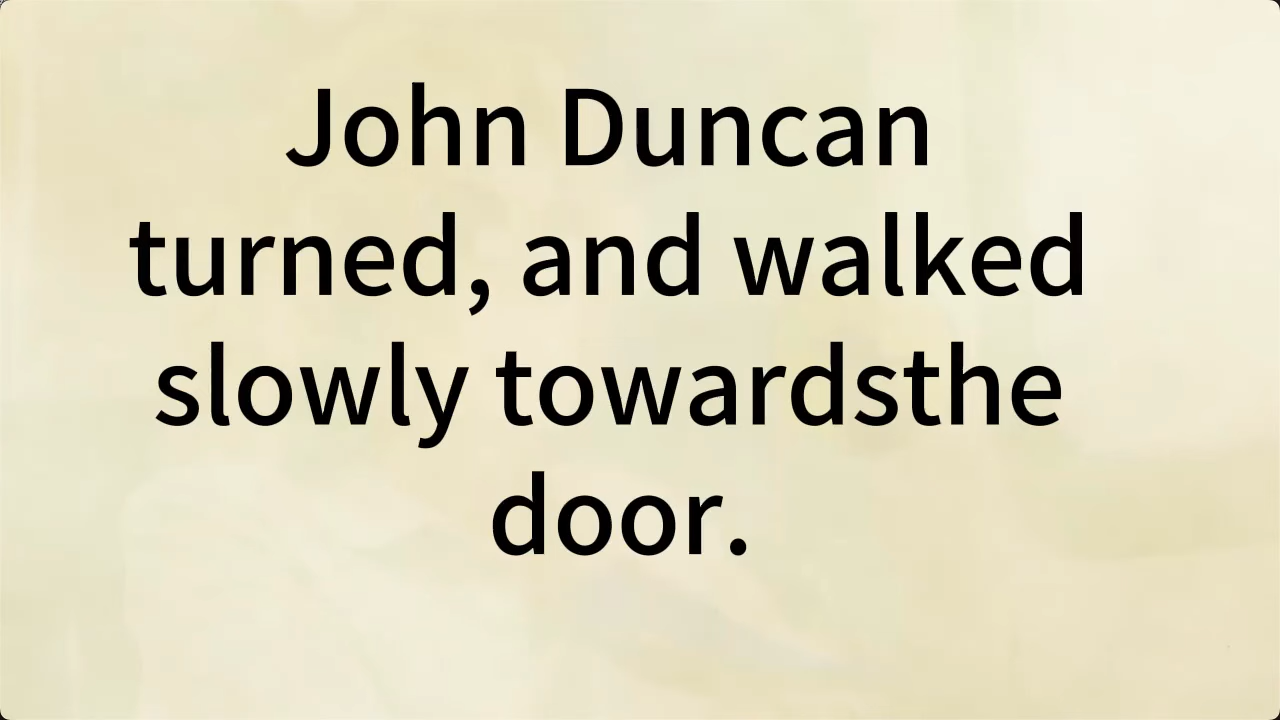 John Duncan
turned, and walked
slowly towardsthe
door.